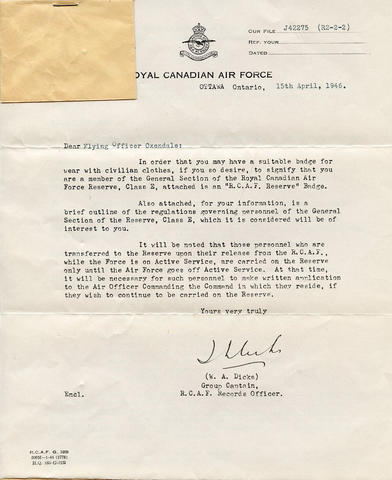 OUR FILE J42275 (R2-2-2)
REF. YOUR
DATED
ROYAL CANADIAN AIR FORCE
OTTAWA Ontario, 15th April, 1946.
Dear Flying Officer Oxendale:
In order that you may have a suitable badge for
wear with civilian clothes, if you so desire, to signify that you
are a member of the General Section of the Royal Canadian Air
Force Reserve, Class E, attached is an "R.C.A.F. Reserve" Badge.
Also attached, for your information, is a
brief outline of the regulations governing personnel of the General
Section of the Reserve, Class E, which it is considered will be of
interest to you.
It will be noted that those personnel who are
transferred to the Reserve upon their release from the R.C.A.F.,
while the Force is on Active Service, are carried on the Reserve
only until the Air Force goes off Active Service. At that time,
it will be necessary for such personnel to make written application
to the Air Officer Commanding the Command in which they reside, if
they wish to continue to be carried on the Reserve.
Yours very truly
(W. A. Dicks)
Group Captain,
R.C.A.F. Records Officer.
Encl.
R.C.A.F. G. 32B